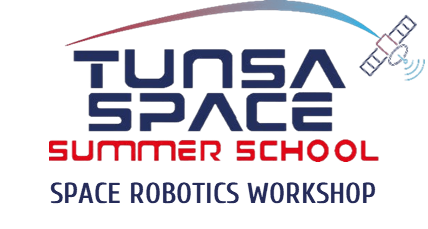 TUNSA
SPACE
SUMMER SCHOOL
SPACE ROBOTICS WORKSHOP